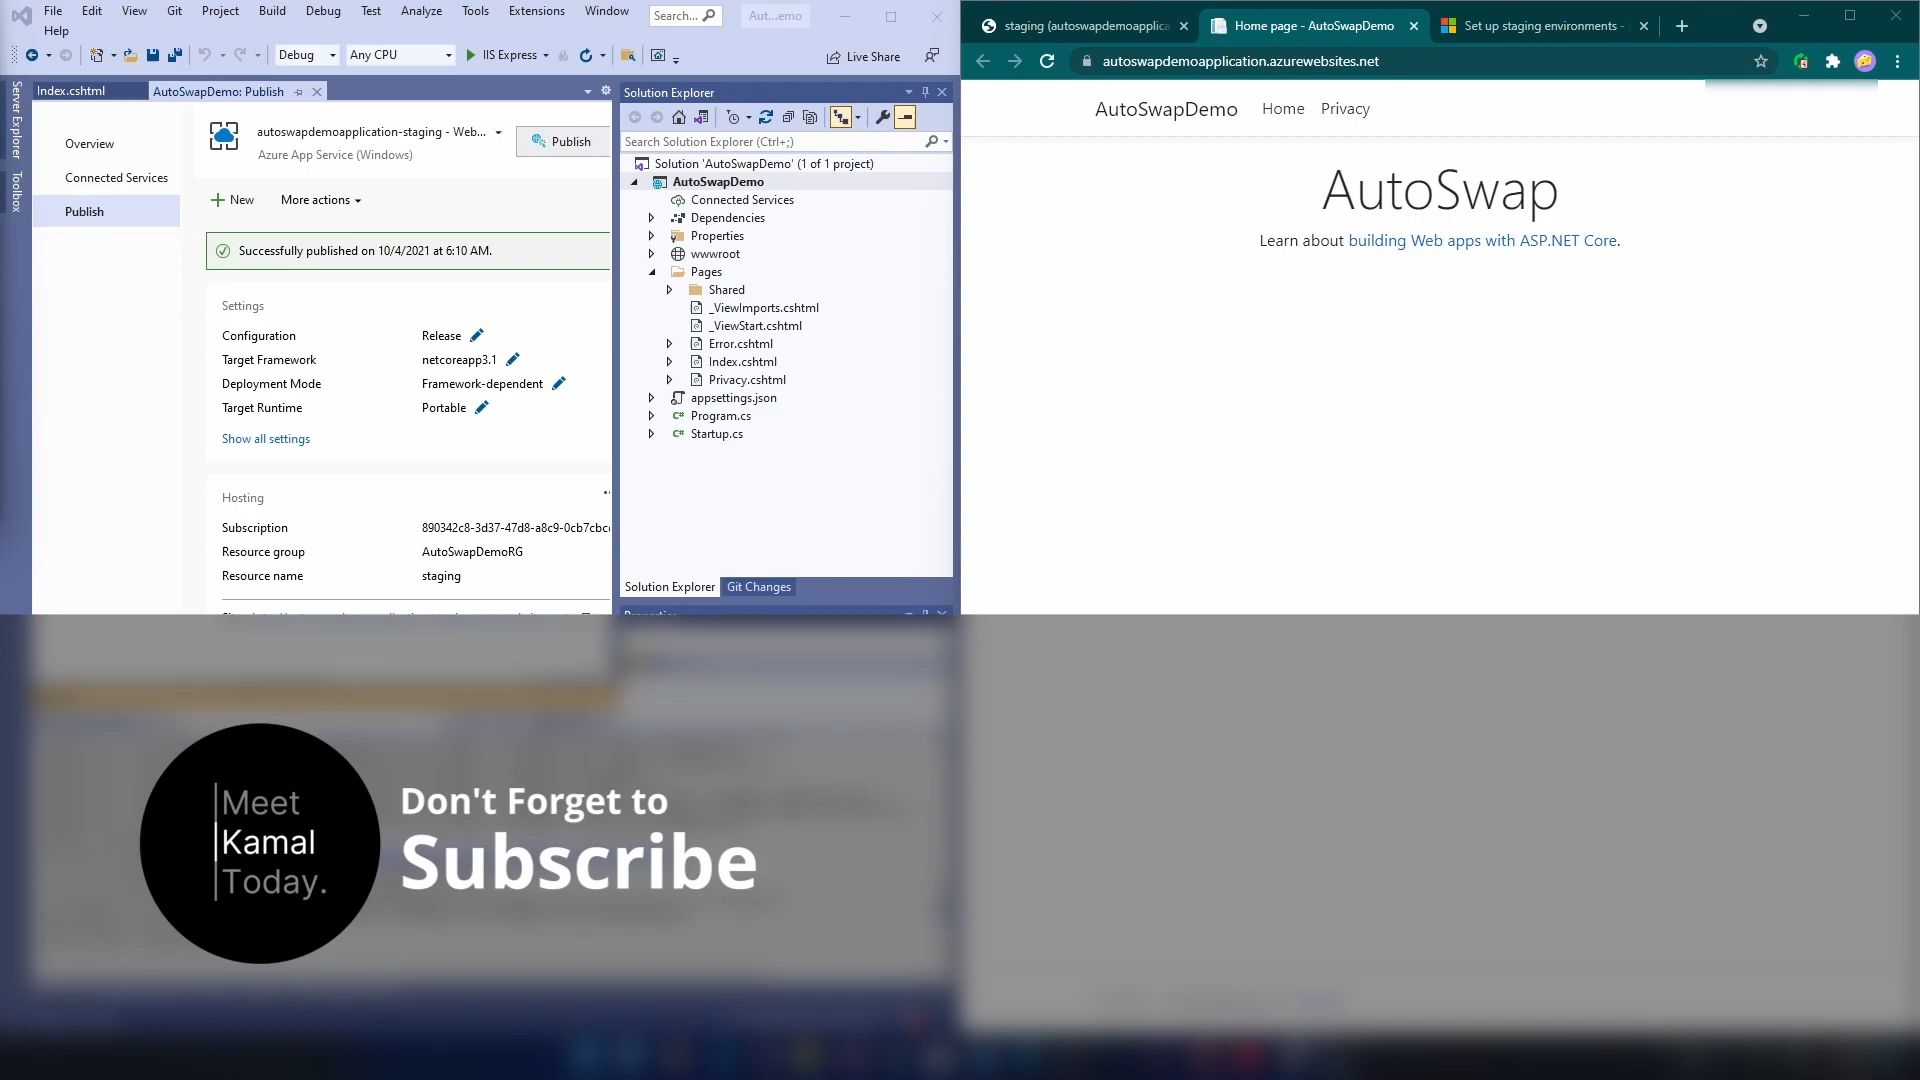 File Edit View Git Project Build Debug Test Analyze Tools Extensions Window Search... Aut...emo
Help
Debug Any CPU IIS Express Live Share
Server Explorer
Toolbox
Index.cshtml AutoSwapDemo: Publish
Overview
Connected Services
Publish
autoswapdemoapplication-staging - Web...
Azure App Service (Windows)
Publish
New More actions
Successfully published on 10/4/2021 at 6:10 AM.
Settings
Configuration Release
Target Framework netcoreapp3.1
Deployment Mode Framework-dependent
Target Runtime Portable
Show all settings
Hosting
Subscription 890342c8-3d37-47d8-a8c9-0cb7cbc
Resource group AutoSwapDemoRG
Resource name staging
Solution Explorer
Search Solution Explorer (Ctrl+;)
Solution 'AutoSwapDemo' (1 of 1 project)
AutoSwapDemo
Connected Services
Dependencies
Properties
wwwroot
Pages
Shared
_ViewImports.cshtml
_ViewStart.cshtml
Error.cshtml
Index.cshtml
Privacy.cshtml
appsettings.json
C# Program.cs
C# Startup.cs
Solution Explorer Git Changes
staging (autoswapdemoapplica Home page - AutoSwapDemo Set up staging environments -
autoswapdemoapplication.azurewebsites.net
AutoSwapDemo Home Privacy
AutoSwap
Learn about building Web apps with ASP.NET Core.
Meet
Kamal
Today.
Don't Forget to
Subscribe